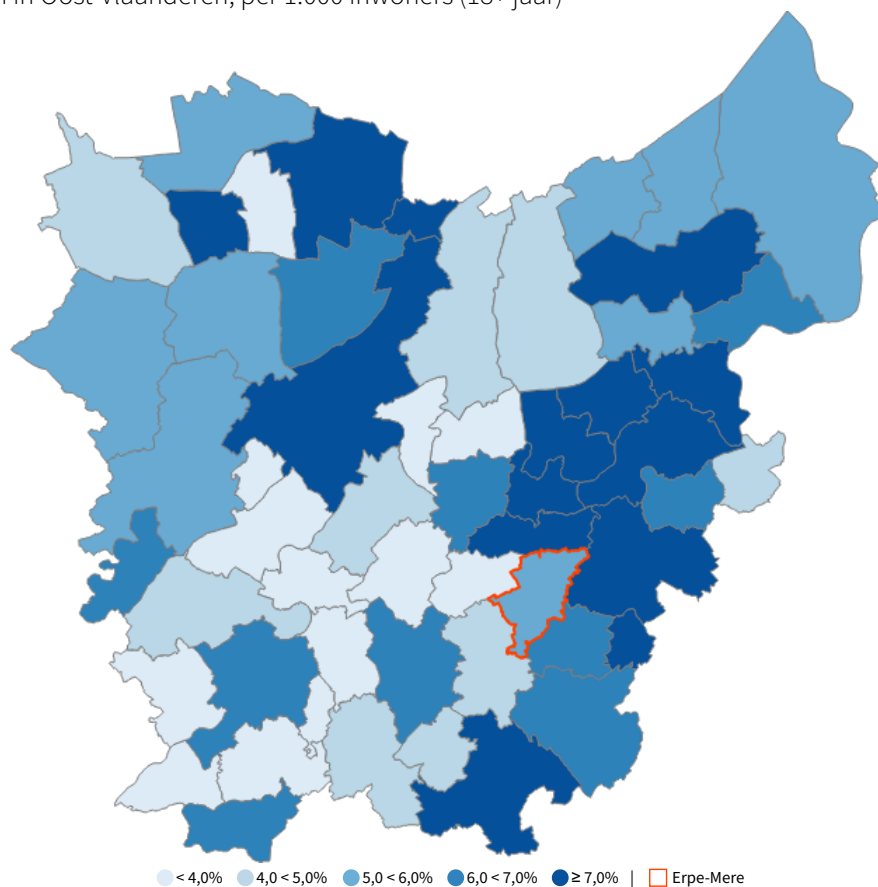 in Oost-Vlaanderen, per 1.000 inwoners (18+ jaar)
< 4,0% 4,0 < 5,0% 5,0 < 6,0% 6,0 < 7,0% ≥ 7,0% | Erpe-Mere